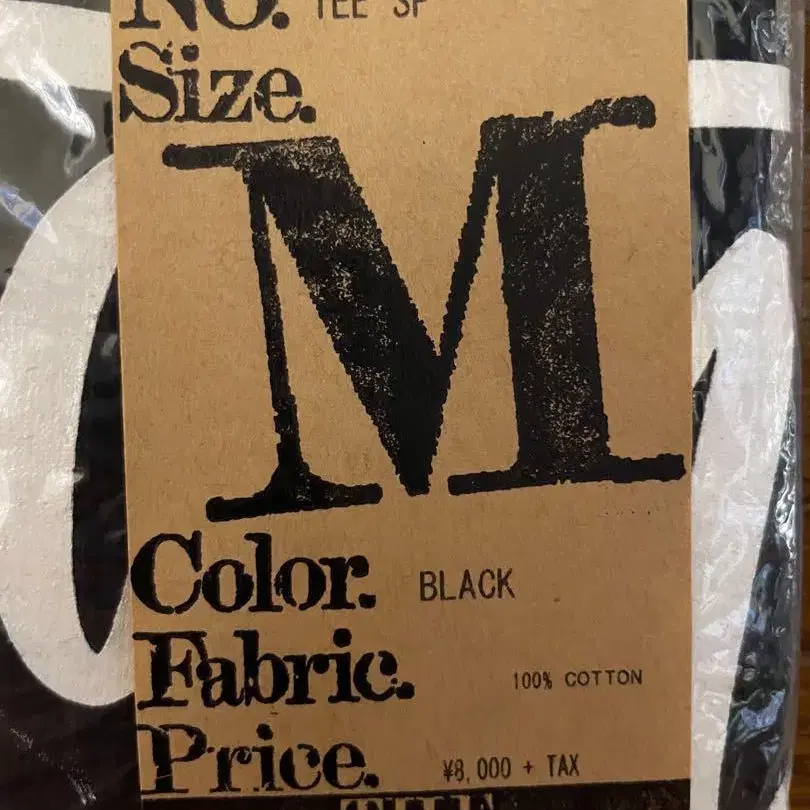 NO. TEE SP
Size.
M
Color. BLACK
Fabric. 100% COTTON
Price. ¥8,000 + TAX